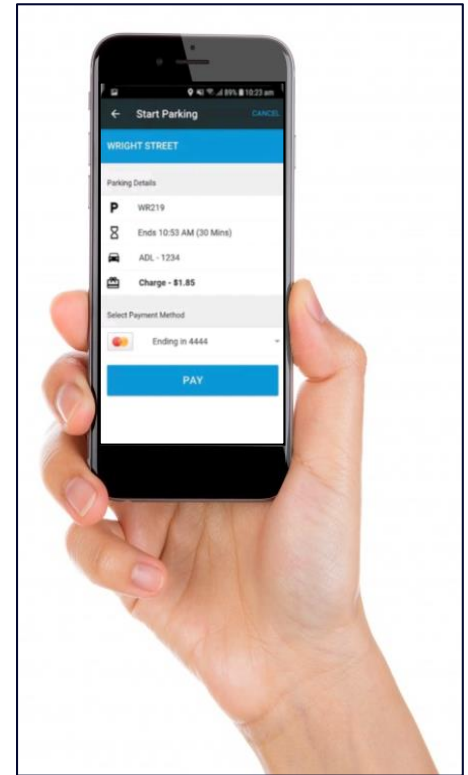 89% 10:23 am
Start Parking CANCEL
WRIGHT STREET
Parking Details
P WR219
Ends 10:53 AM (30 Mins)
ADL - 1234
Charge - $1.85
Select Payment Method
Ending in 4444
PAY